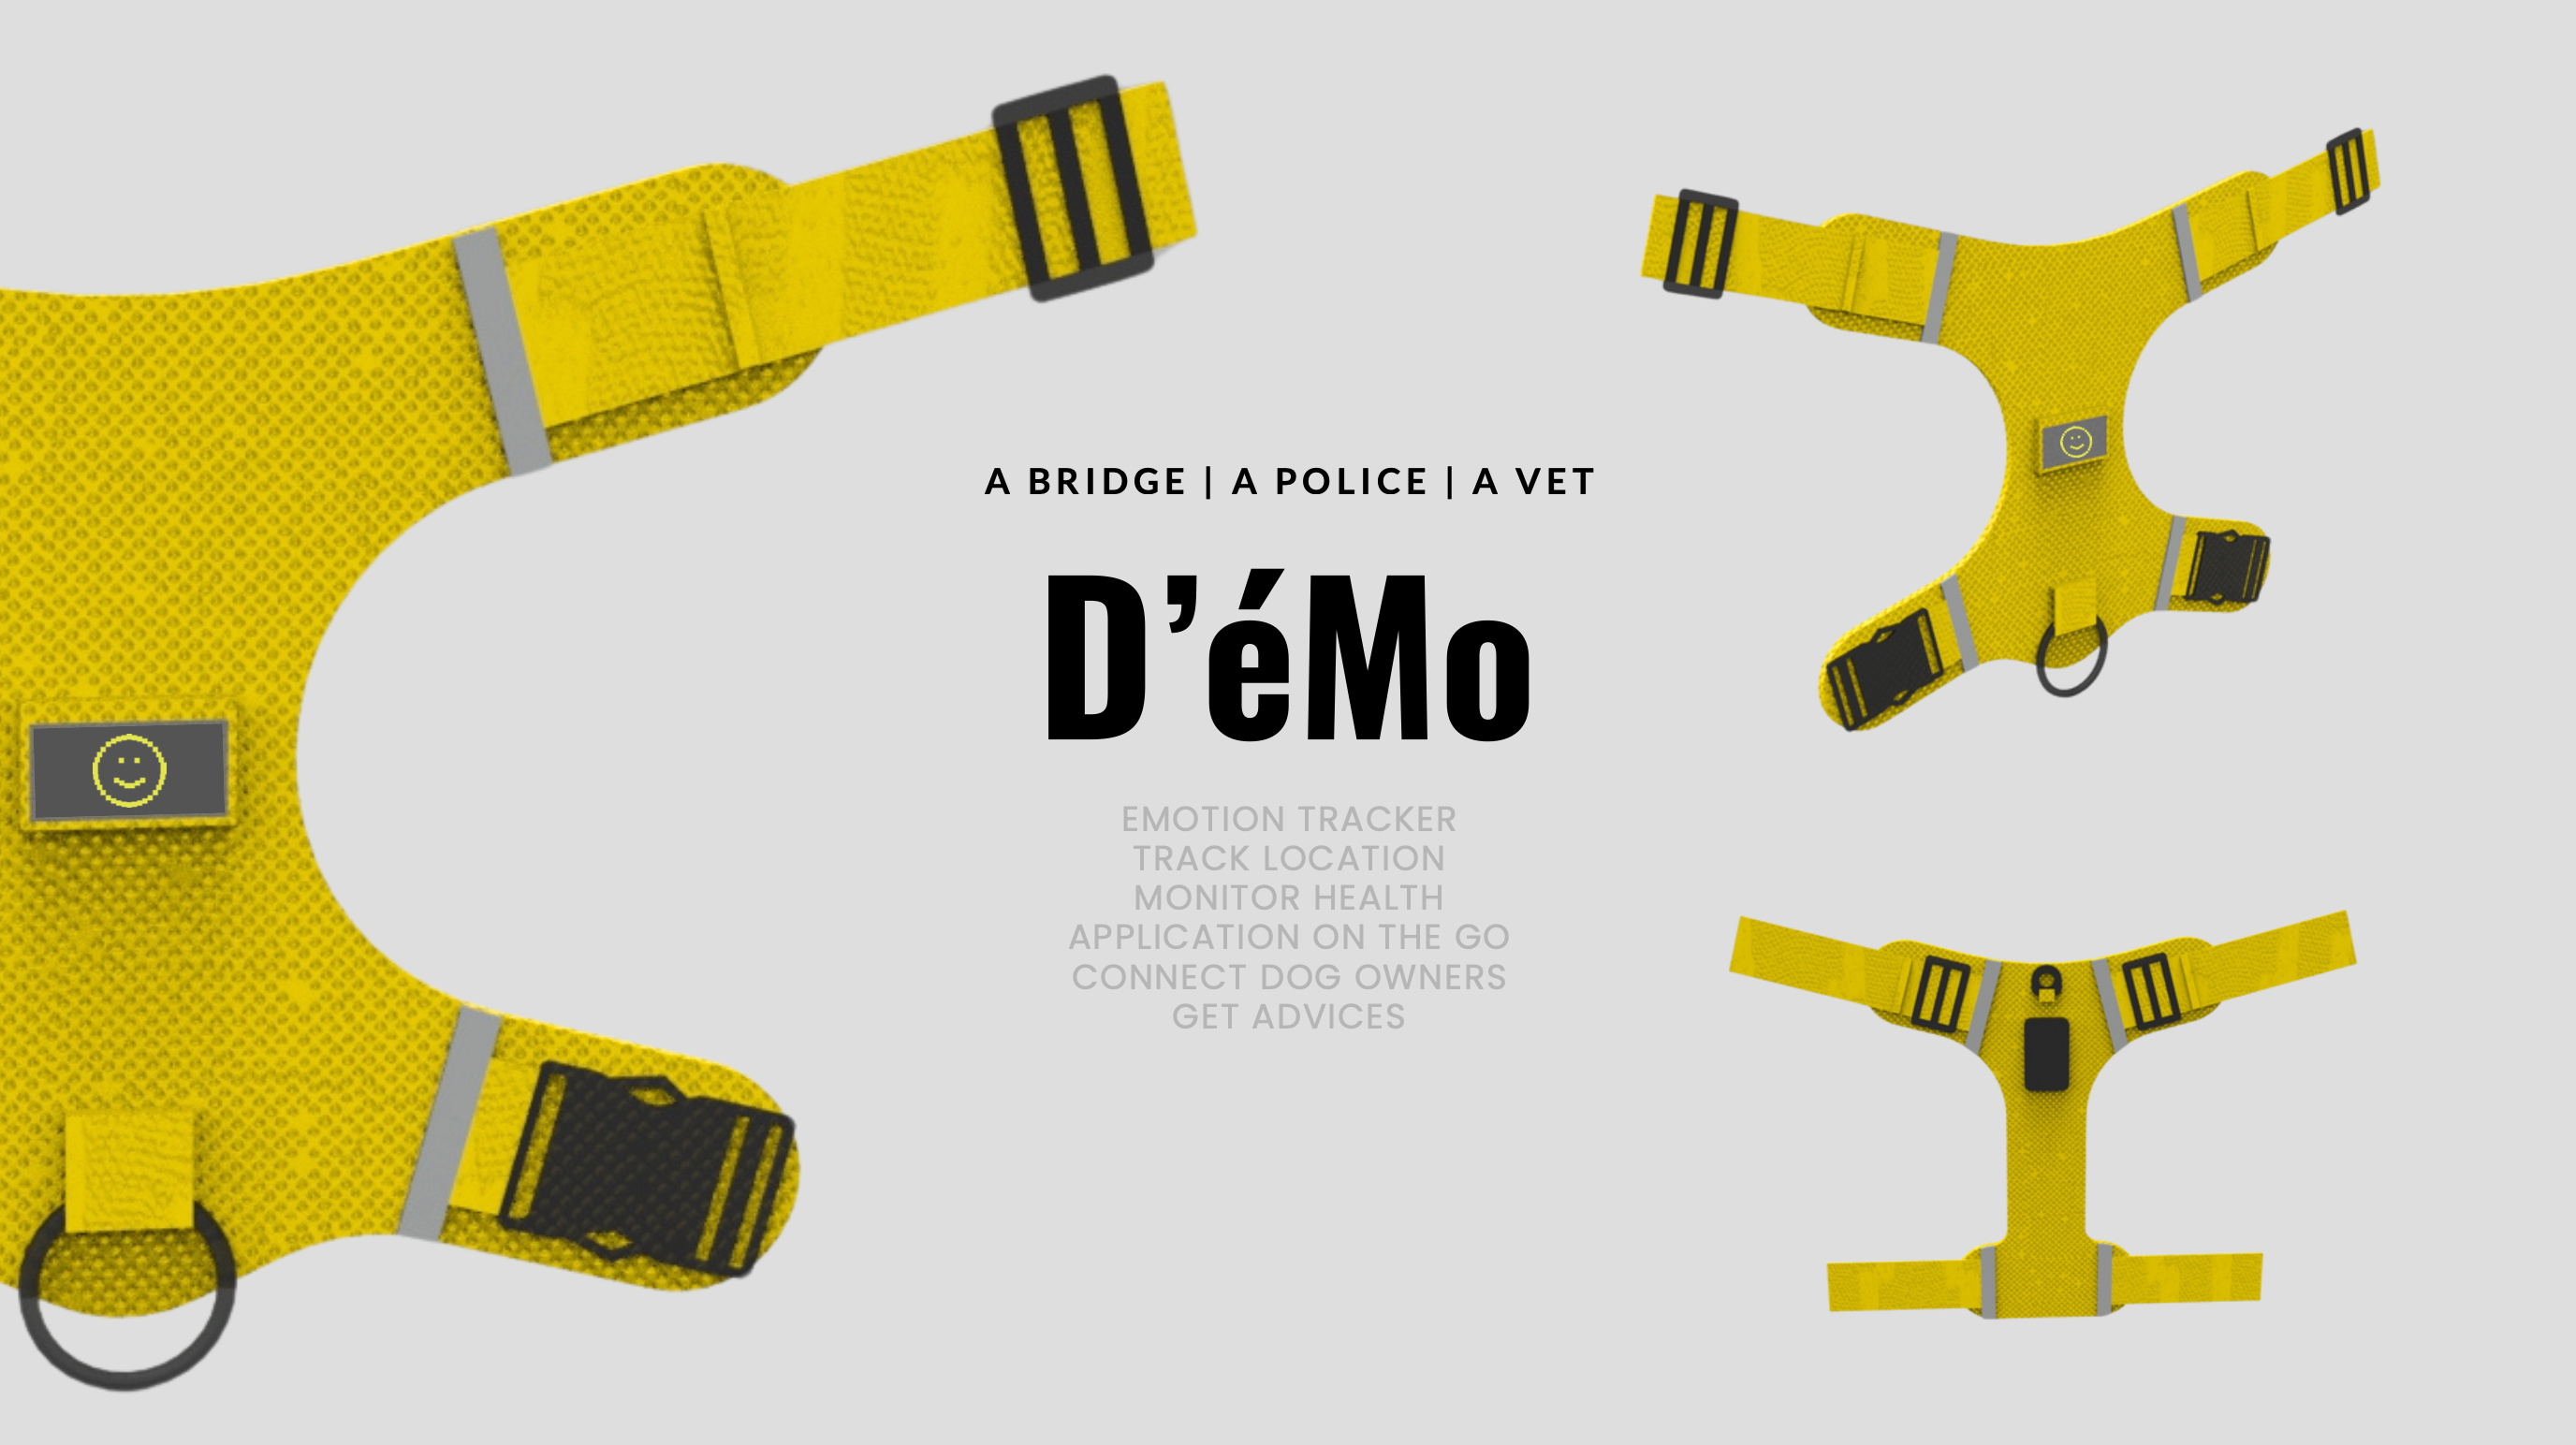 A BRIDGE | A POLICE | A VET
D’éMo
EMOTION TRACKER
TRACK LOCATION
MONITOR HEALTH
APPLICATION ON THE GO
CONNECT DOG OWNERS
GET ADVICES